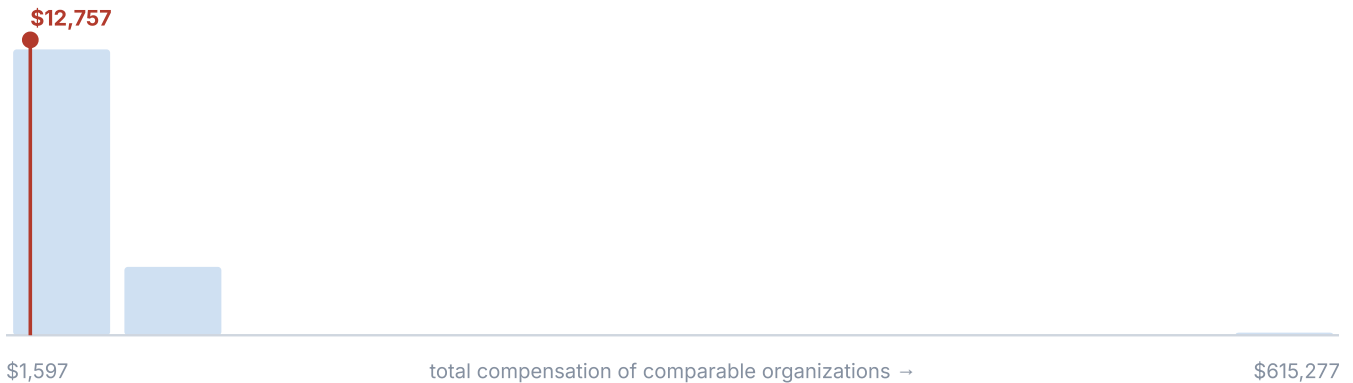 $12,757
$1,597
total compensation of comparable organizations →
$615,277